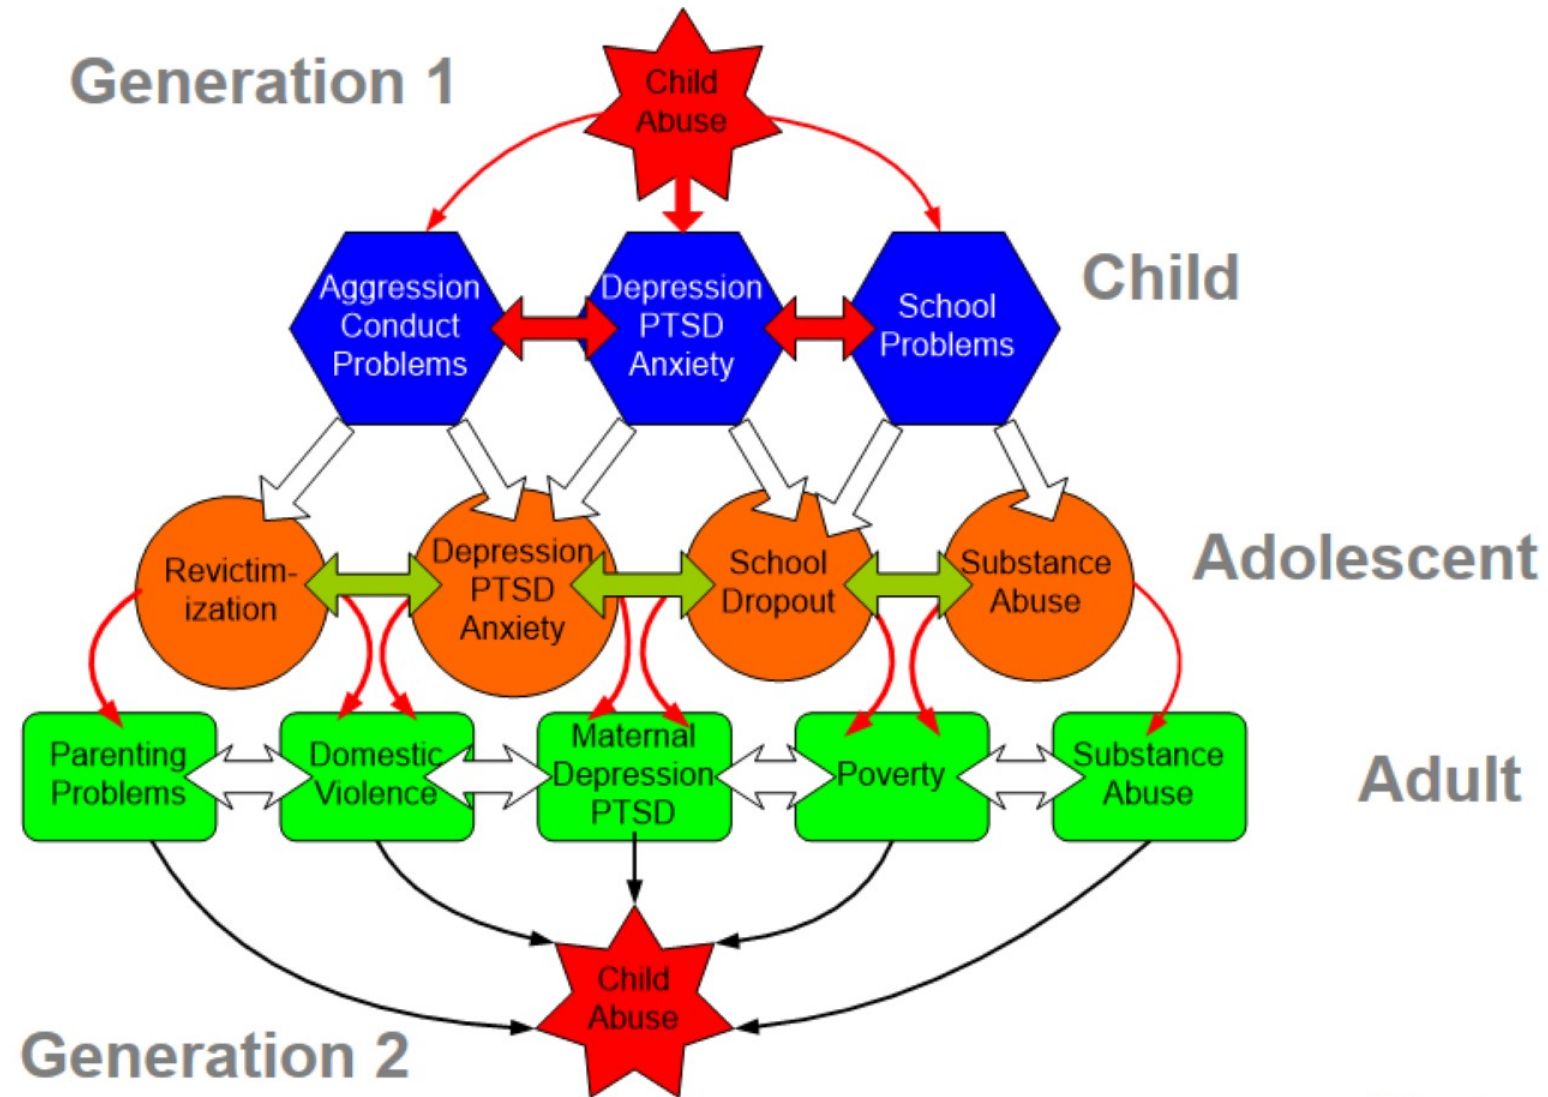 Generation 1
Child
Abuse
Aggression
Conduct
Problems
Depression
PTSD
Anxiety
School
Problems
Child
Revictim-
ization
Depression
PTSD
Anxiety
School
Dropout
Substance
Abuse
Adolescent
Parenting
Problems
Domestic
Violence
Maternal
Depression
PTSD
Poverty
Substance
Abuse
Adult
Child
Abuse
Generation 2